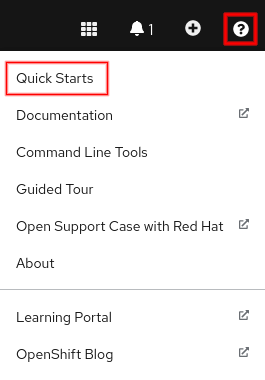 1
Quick Starts
Documentation
Command Line Tools
Guided Tour
Open Support Case with Red Hat
About
Learning Portal
OpenShift Blog